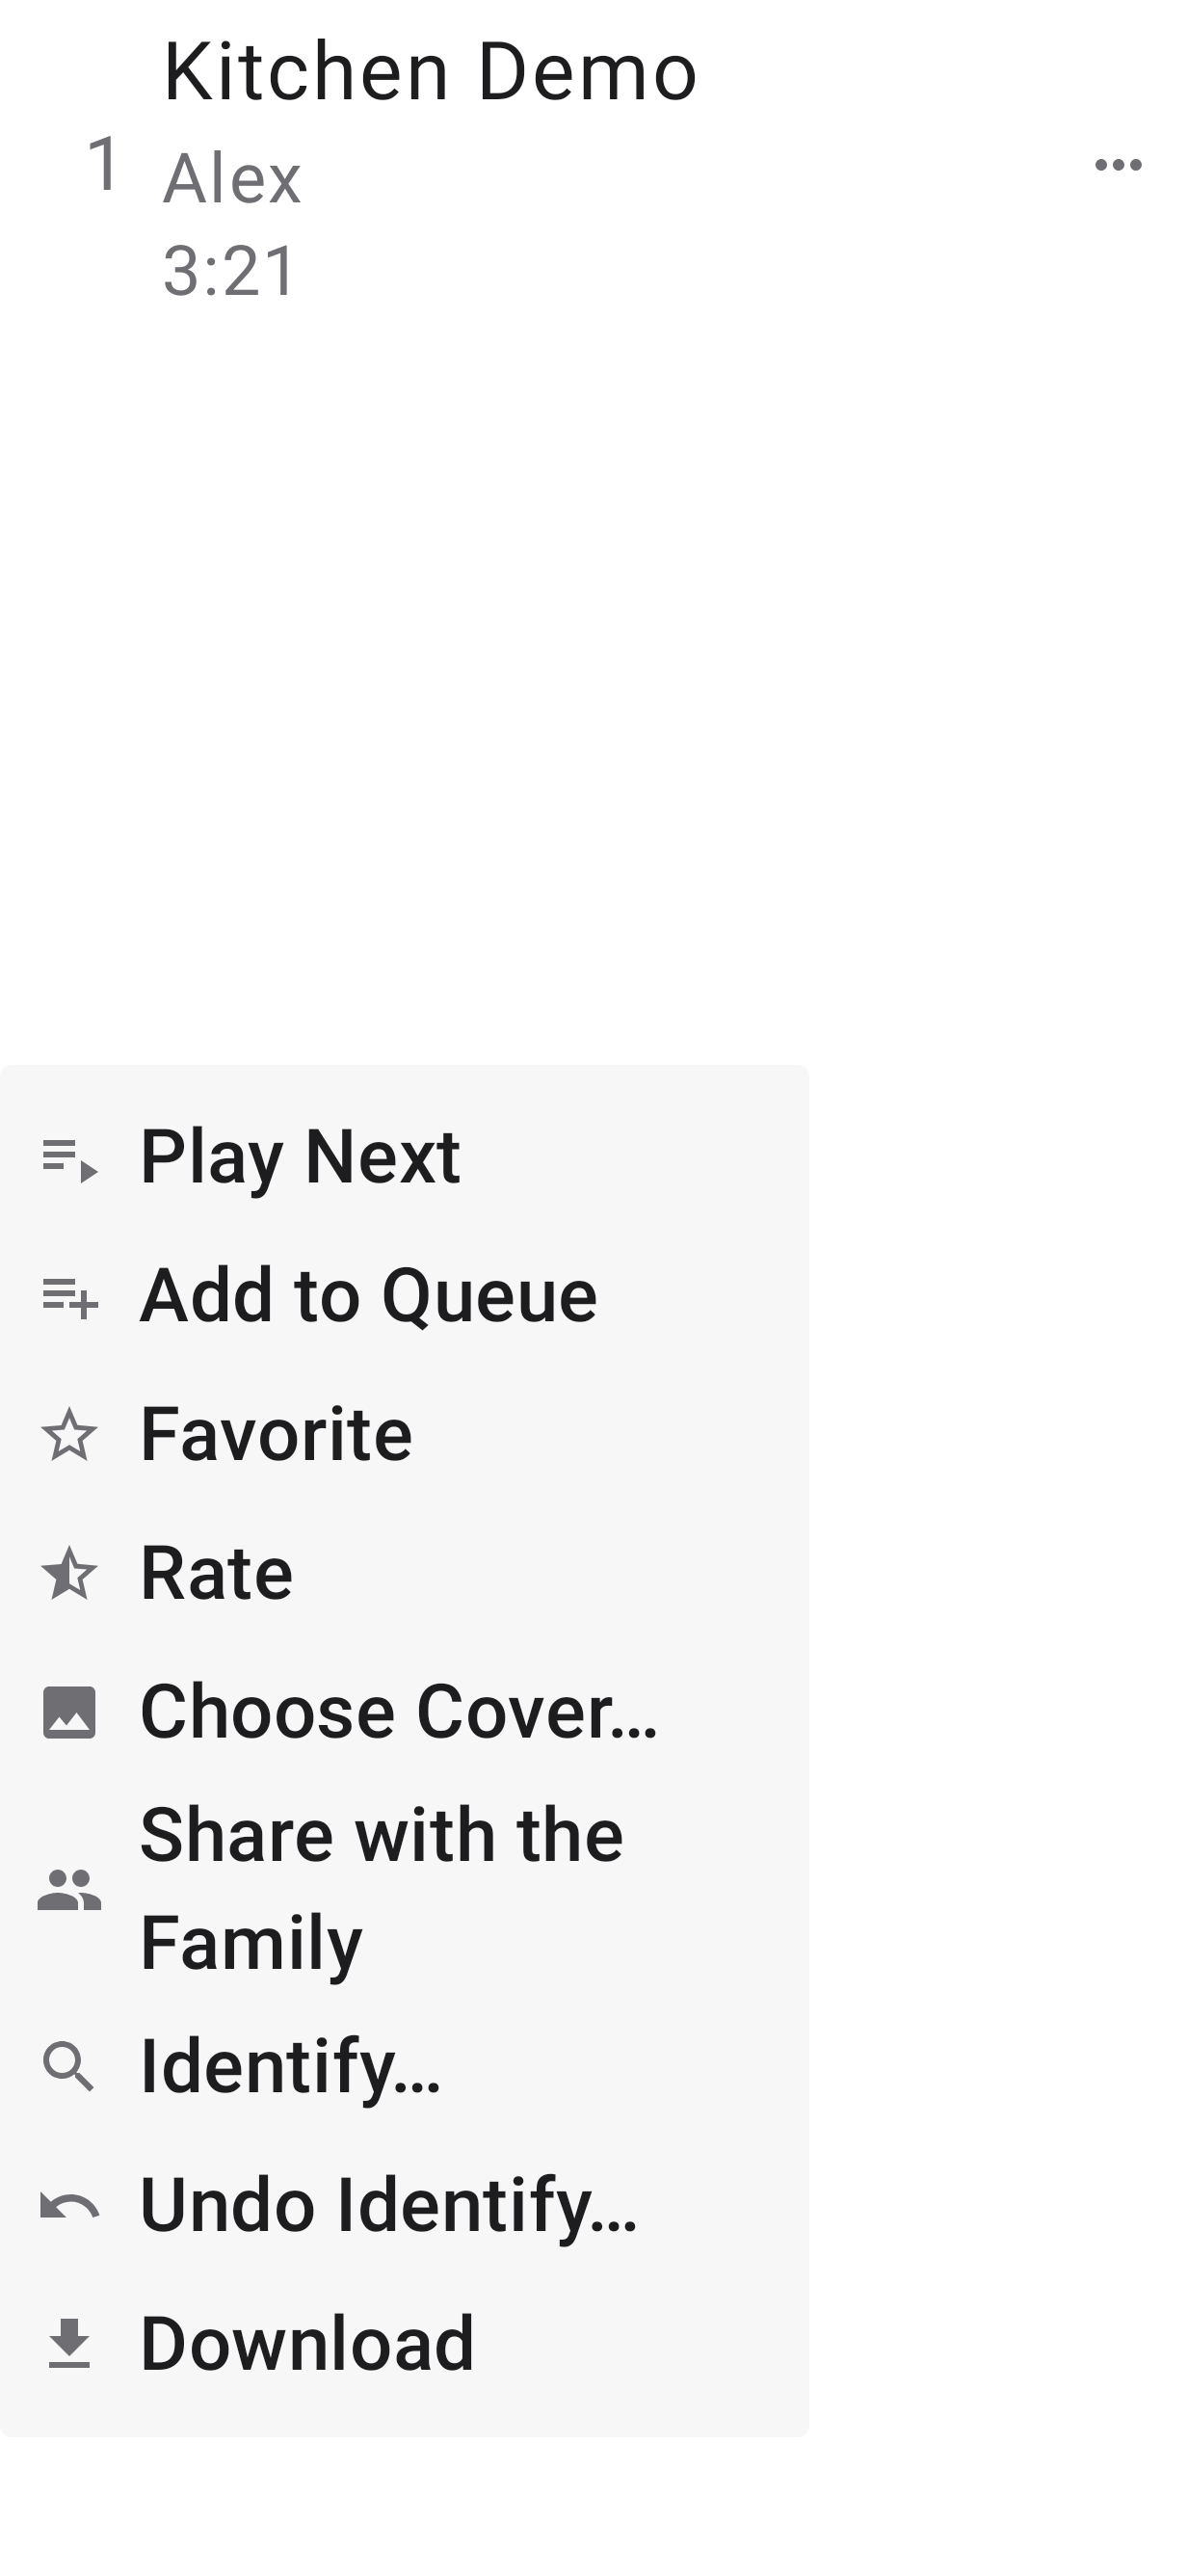 Kitchen Demo
1
Alex
3:21
Play Next
Add to Queue
Favorite
Rate
Choose Cover...
Share with the
Family
Identify...
Undo Identify...
Download